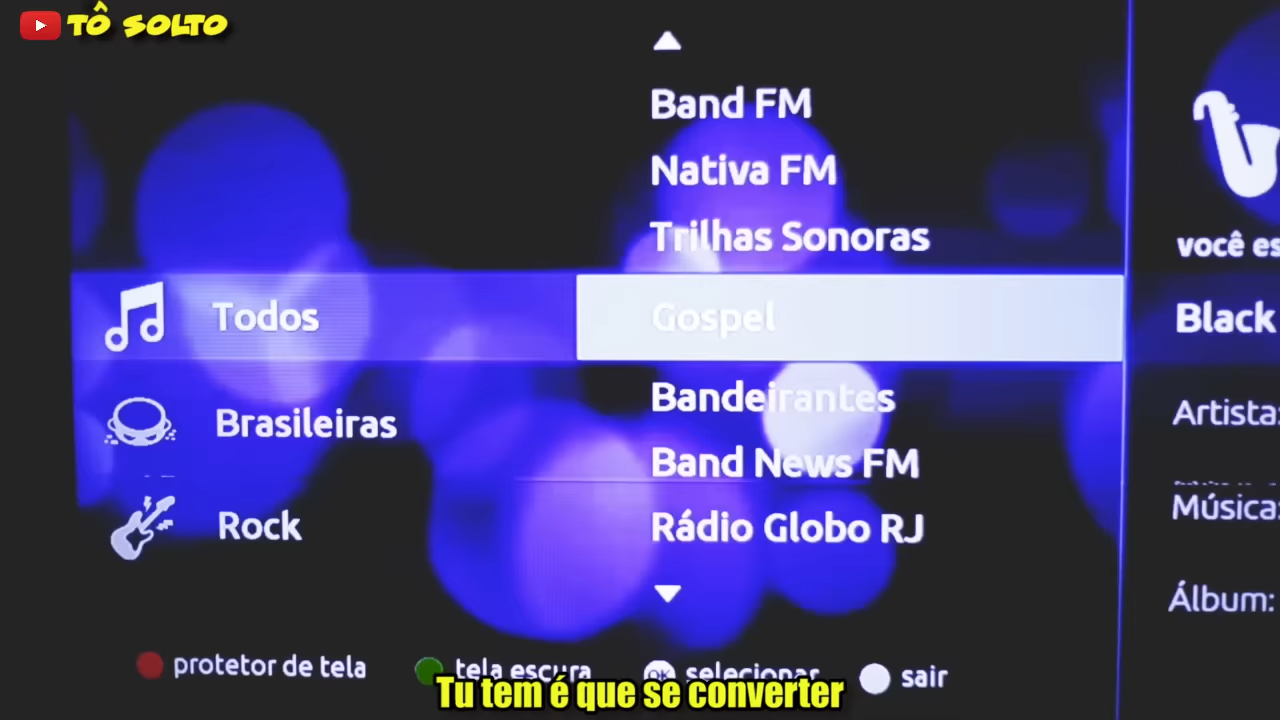 TÔ SOLTO
Band FM
Nativa FM
Trilhas Sonoras
Todos
Gospel
Brasileiras
Bandeirantes
Band News FM
Rock
Rádio Globo RJ
você es
Black
Artista:
Música:
Álbum:
protetor de tela
tela escura
OK selecionar
sair
Tu tem é que se converter